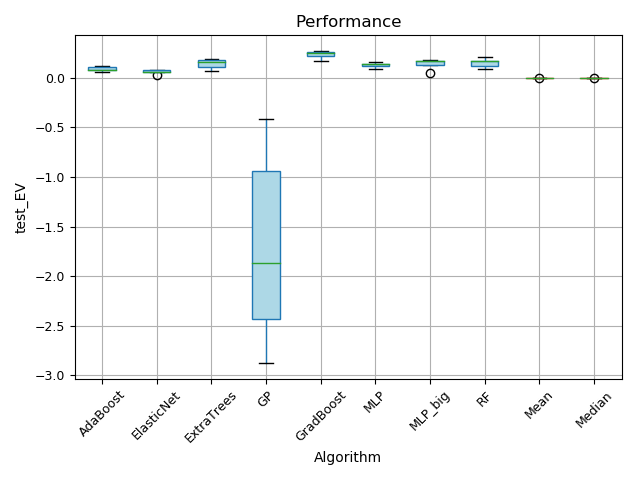 Performance
test_EV
0.0
−0.5
−1.0
−1.5
−2.0
−2.5
−3.0
AdaBoost
ElasticNet
ExtraTrees
GP
GradBoost
MLP
MLP_big
RF
Mean
Median
Algorithm